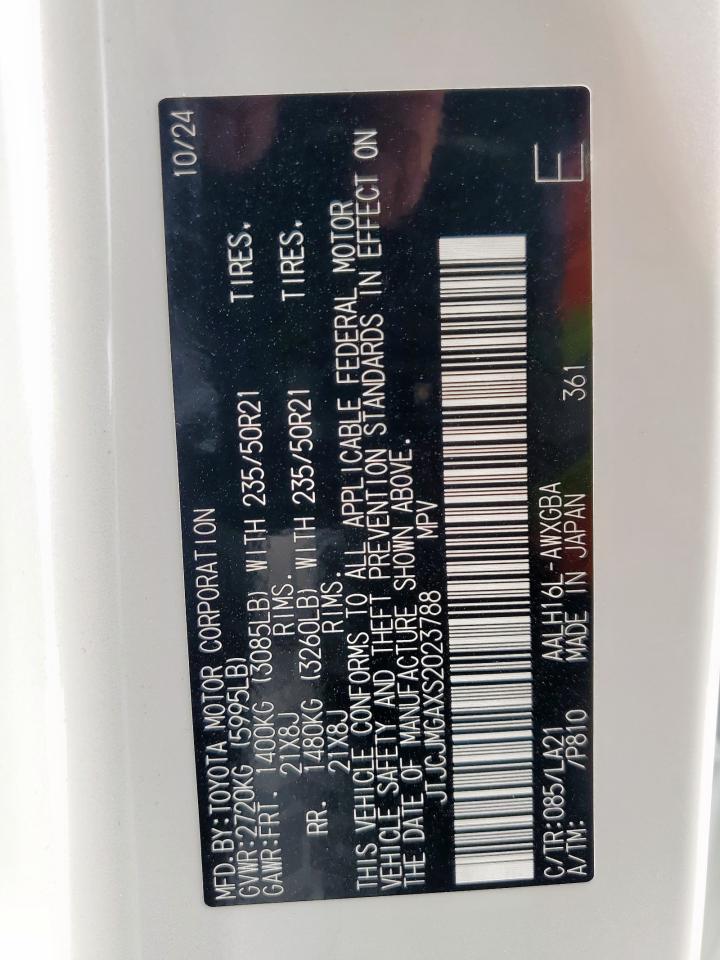 MFD.BY:TOYOTA MOTOR CORPORATION 10/24
GVWR:2720KG (5995LB)
GAWR:FRT. 1400KG (3085LB) WITH 235/50R21 TIRES.
21X8J RIMS.
RR. 1480KG (3260LB) WITH 235/50R21 TIRES.
21X8J RIMS.
THIS VEHICLE CONFORMS TO ALL APPLICABLE FEDERAL MOTOR
VEHICLE SAFETY AND THEFT PREVENTION STANDARDS IN EFFECT ON
THE DATE OF MANUFACTURE SHOWN ABOVE.
JTJCJMGAXS2023788 MPV
E
C/TR:085/LA21 AALH16L-AWXGBA
A/TM: /P810 MADE IN JAPAN 361